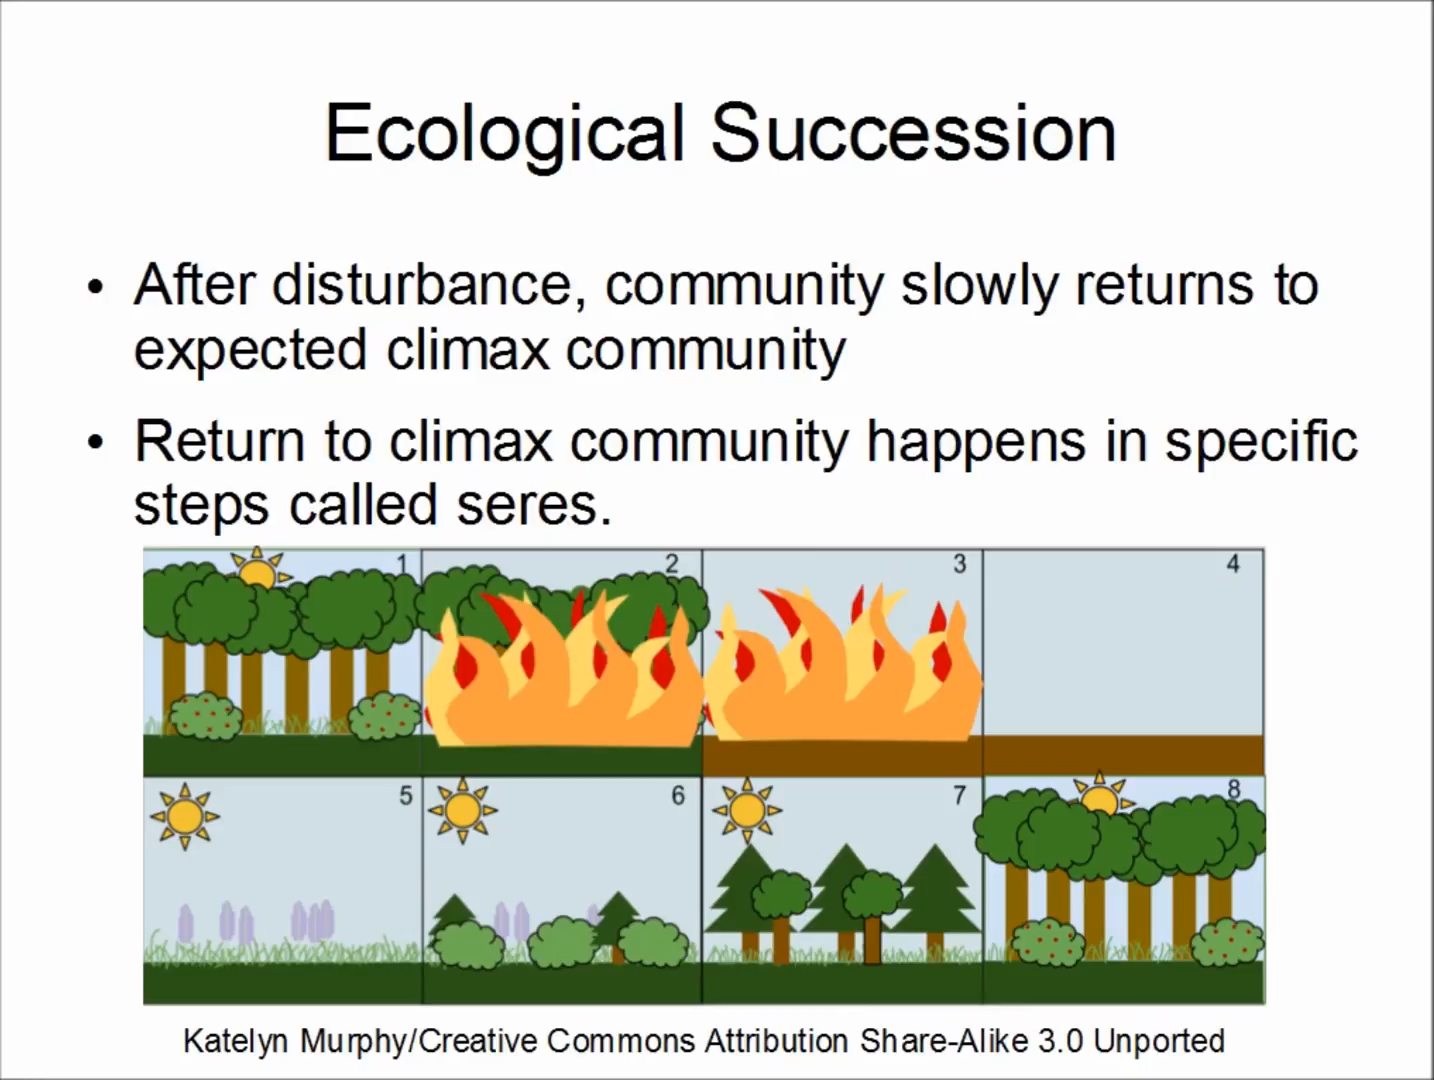 Ecological Succession
• After disturbance, community slowly returns to
expected climax community
• Return to climax community happens in specific
steps called seres.
1
2
3
4
5
6
7
8
Katelyn Murphy/Creative Commons Attribution Share-Alike 3.0 Unported